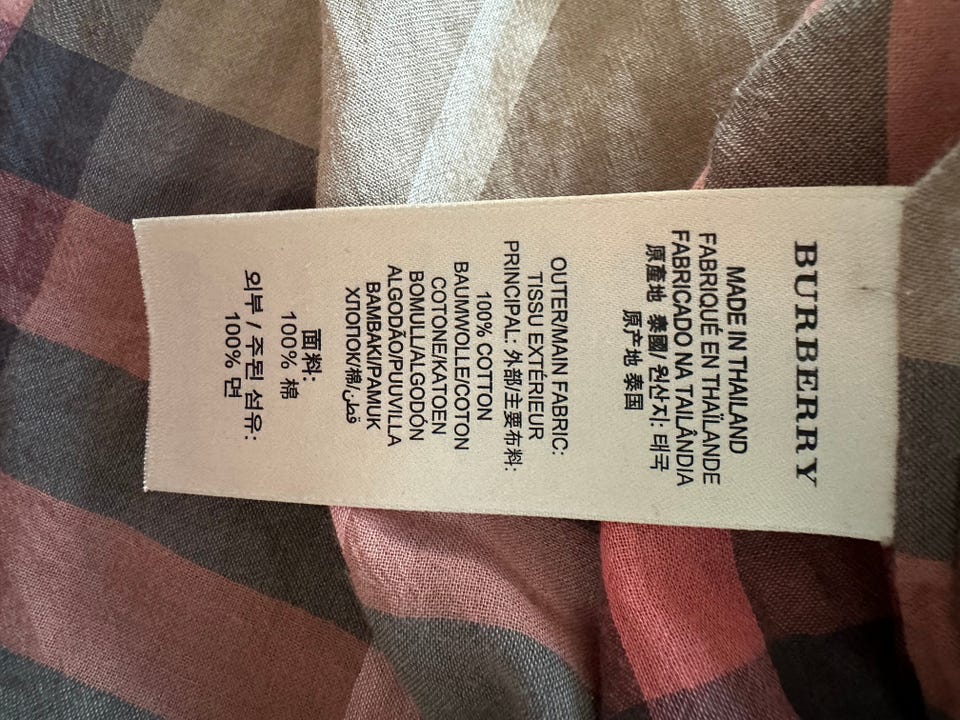 BURBERRY
MADE IN THAILAND
FABRIQUÉ EN THAÏLANDE
FABRICADO NA TAILÂNDIA
原產地 泰國/ 원산지: 태국
原产地 泰国
OUTER/MAIN FABRIC:
TISSU EXTÉRIEUR
PRINCIPAL: 外部/主要布料:
100% COTTON
BAUMWOLLE/COTON
COTONE/KATOEN
BOMULL/ALGODÓN
ALGODÃO/PUUVILLA
BAMBAKI/PAMUK
ХЛОПОК/棉/قطن
面料:
100% 棉
외부 / 주된 섬유:
100% 면